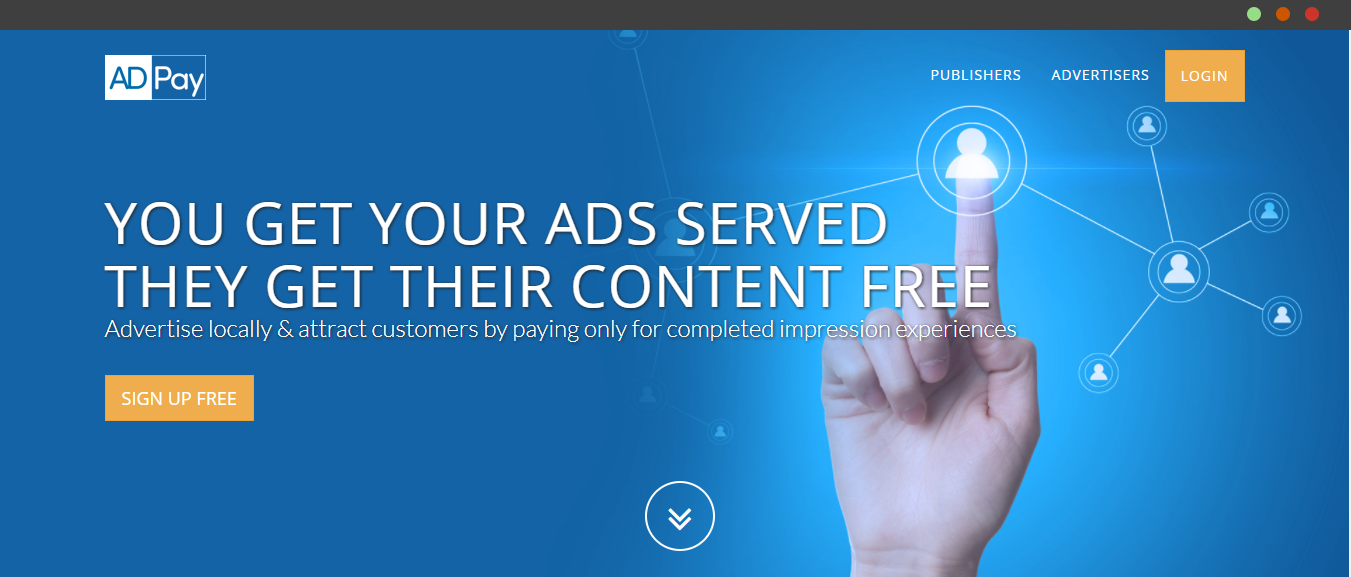 AD Pay
PUBLISHERS ADVERTISERS LOGIN
YOU GET YOUR ADS SERVED
THEY GET THEIR CONTENT FREE
Advertise locally & attract customers by paying only for completed impression experiences
SIGN UP FREE